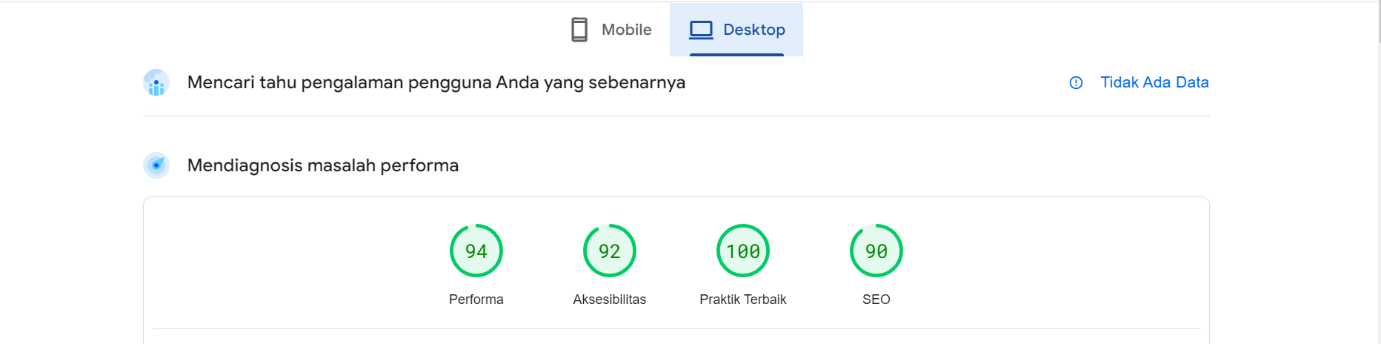 Mobile
Desktop
Mencari tahu pengalaman pengguna Anda yang sebenarnya
Tidak Ada Data
Mendiagnosis masalah performa
94
92
100
90
Performa
Aksesibilitas
Praktik Terbaik
SEO